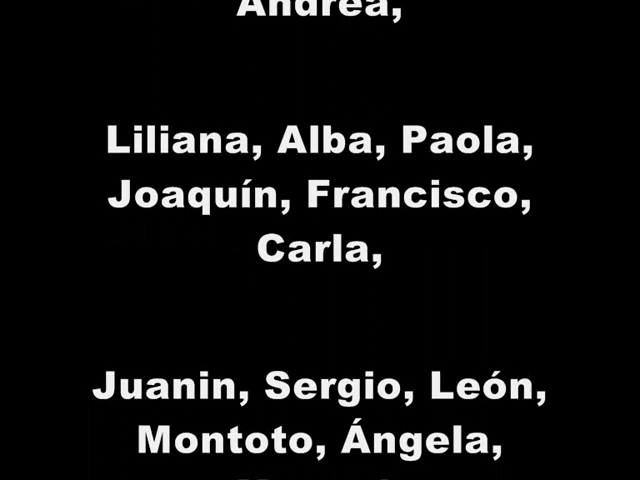 Andrea,
Liliana, Alba, Paola,
Joaquín, Francisco,
Carla,
Juanin, Sergio, León,
Montoto, Ángela,